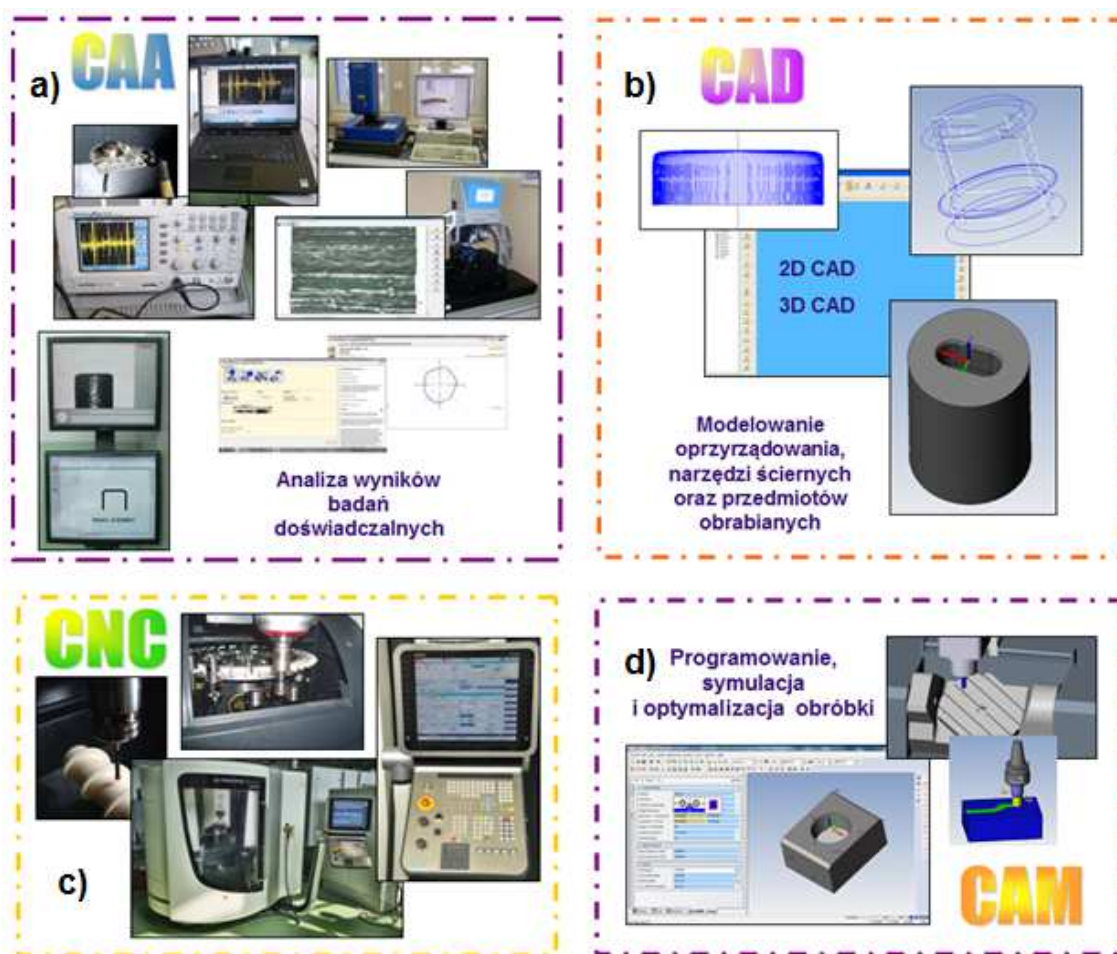 CAA
a)
Analiza wyników
badań
doświadczalnych
CAD
b)
2D CAD
3D CAD
Modelowanie
oprzyrządowania,
narzędzi ściernych
oraz przedmiotów
obrabianych
CNC
c)
d) Programowanie,
symulacja
i optymalizacja obróbki
CAM